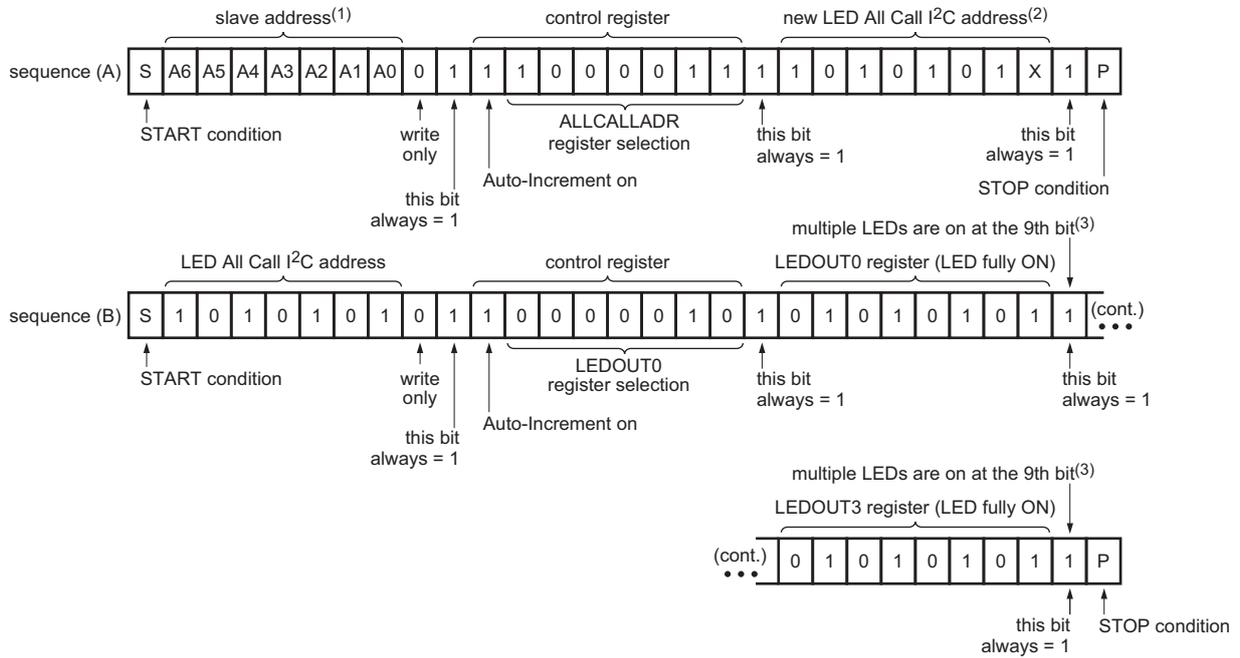 slave address(1) control register new LED All Call I2C address(2)
sequence (A) S A6 A5 A4 A3 A2 A1 A0 0 1 1 1 0 0 0 0 1 1 1 1 0 1 0 1 0 1 X 1 P
START condition write only ALLCALLADR register selection this bit always = 1 this bit always = 1
Auto-Increment on STOP condition
this bit always = 1
multiple LEDs are on at the 9th bit(3)
LED All Call I2C address control register LEDOUT0 register (LED fully ON)
sequence (B) S 1 0 1 0 1 0 1 0 1 1 0 0 0 0 0 1 0 1 0 1 0 1 0 1 0 1 1 (cont.)
START condition write only LEDOUT0 register selection this bit always = 1 this bit always = 1
Auto-Increment on
this bit always = 1
multiple LEDs are on at the 9th bit(3)
LEDOUT3 register (LED fully ON)
(cont.) 0 1 0 1 0 1 0 1 1 P
this bit always = 1 STOP condition